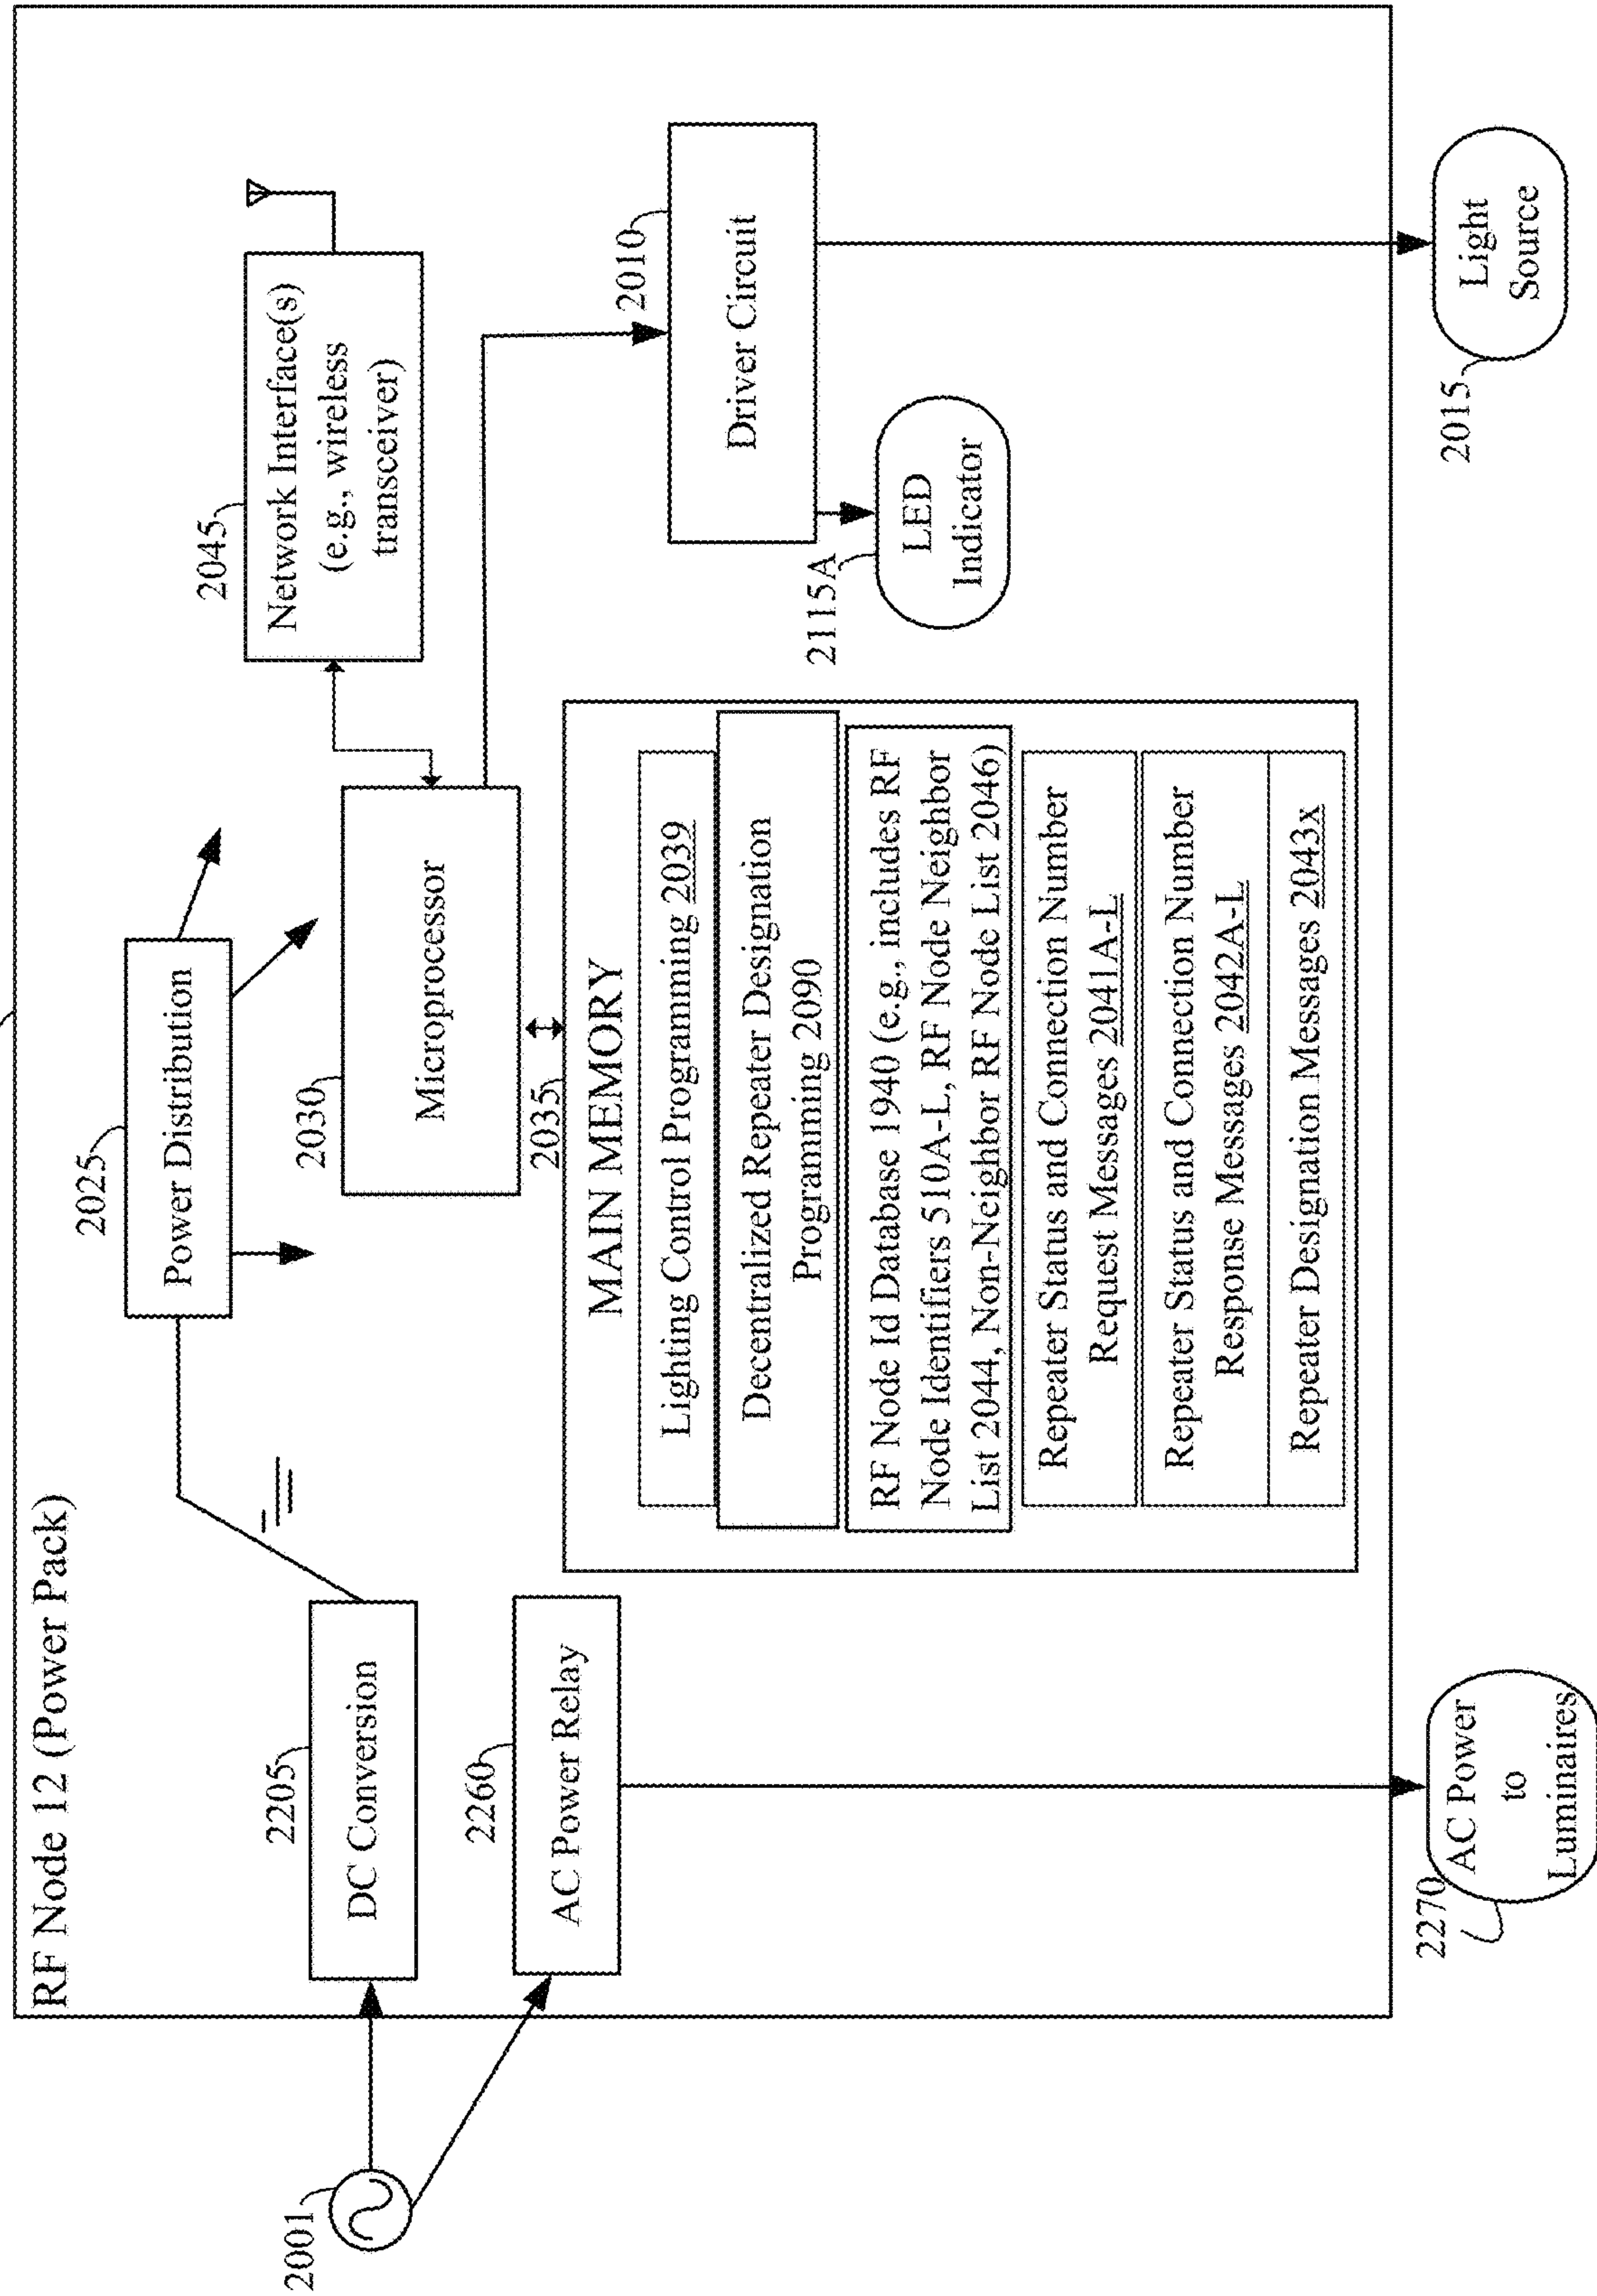 RF Node 12 (Power Pack)
2025
Power Distribution
2045
Network Interface(s)
(e.g., wireless
transceiver)
2001
2205
DC Conversion
2030
Microprocessor
2260
AC Power Relay
2035
MAIN MEMORY
Lighting Control Programming 2039
Decentralized Repeater Designation
Programming 2090
RF Node Id Database 1940 (e.g., includes RF
Node Identifiers 510A-L, RF Node Neighbor
List 2044, Non-Neighbor RF Node List 2046)
Repeater Status and Connection Number
Request Messages 2041A-L
Repeater Status and Connection Number
Response Messages 2042A-L
Repeater Designation Messages 2043x
2010
Driver Circuit
2115A
LED
Indicator
2270
AC Power
to
Luminaires
2015
Light
Source